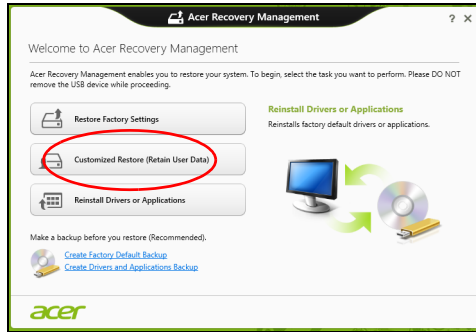 Acer Recovery Management
? ×
Welcome to Acer Recovery Management
Acer Recovery Management enables you to restore your system. To begin, select the task you want to perform. Please DO NOT
remove the USB device while proceeding.
Restore Factory Settings
Customized Restore (Retain User Data)
Reinstall Drivers or Applications
Reinstall Drivers or Applications
Reinstalls factory default drivers or applications.
Make a backup before you restore (Recommended).
Create Factory Default Backup
Create Drivers and Applications Backup
acer